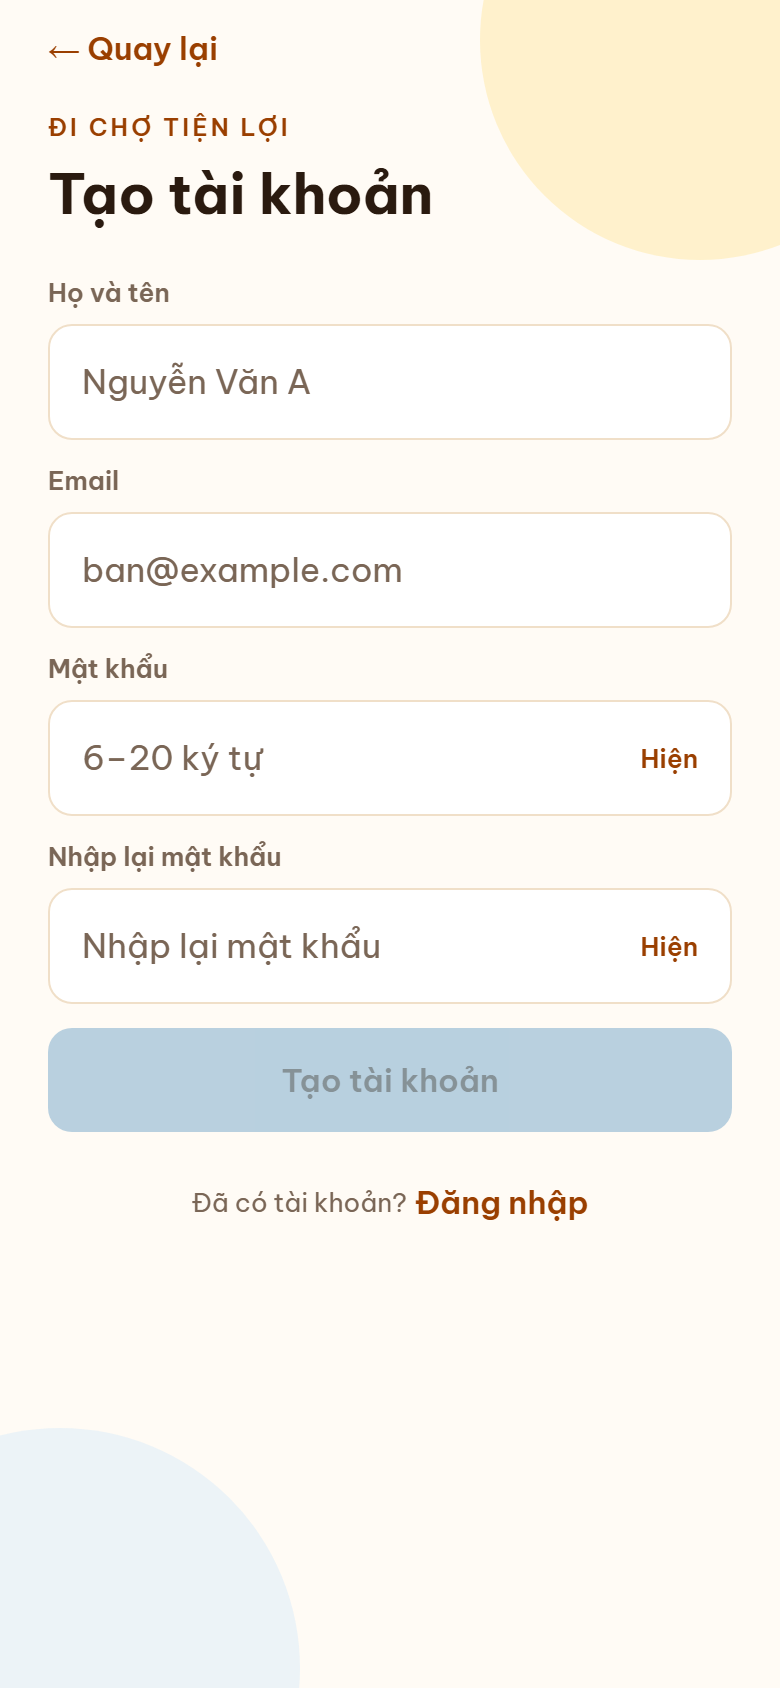 ← Quay lại
ĐI CHỢ TIỆN LỢI
Tạo tài khoản
Họ và tên
Nguyễn Văn A
Email
ban@example.com
Mật khẩu
6–20 ký tự Hiện
Nhập lại mật khẩu
Nhập lại mật khẩu Hiện
Tạo tài khoản
Đã có tài khoản? Đăng nhập